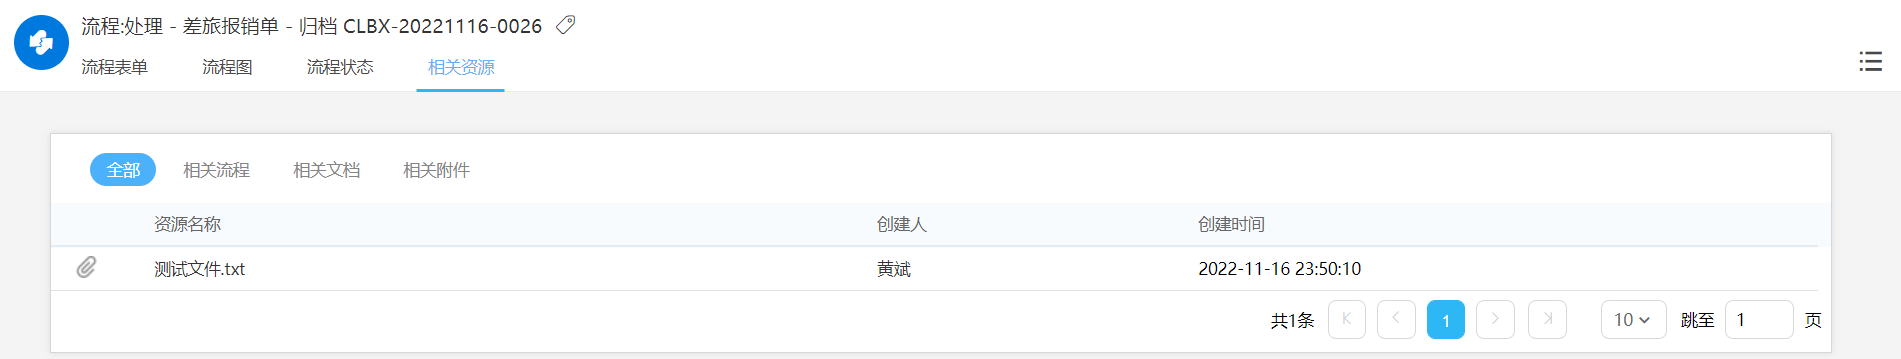 流程:处理 - 差旅报销单 - 归档 CLBX-20221116-0026
流程表单 流程图 流程状态 相关资源
全部 相关流程 相关文档 相关附件
资源名称 创建人 创建时间
测试文件.txt 黄斌 2022-11-16 23:50:10
共1条 1 10 跳至 1 页